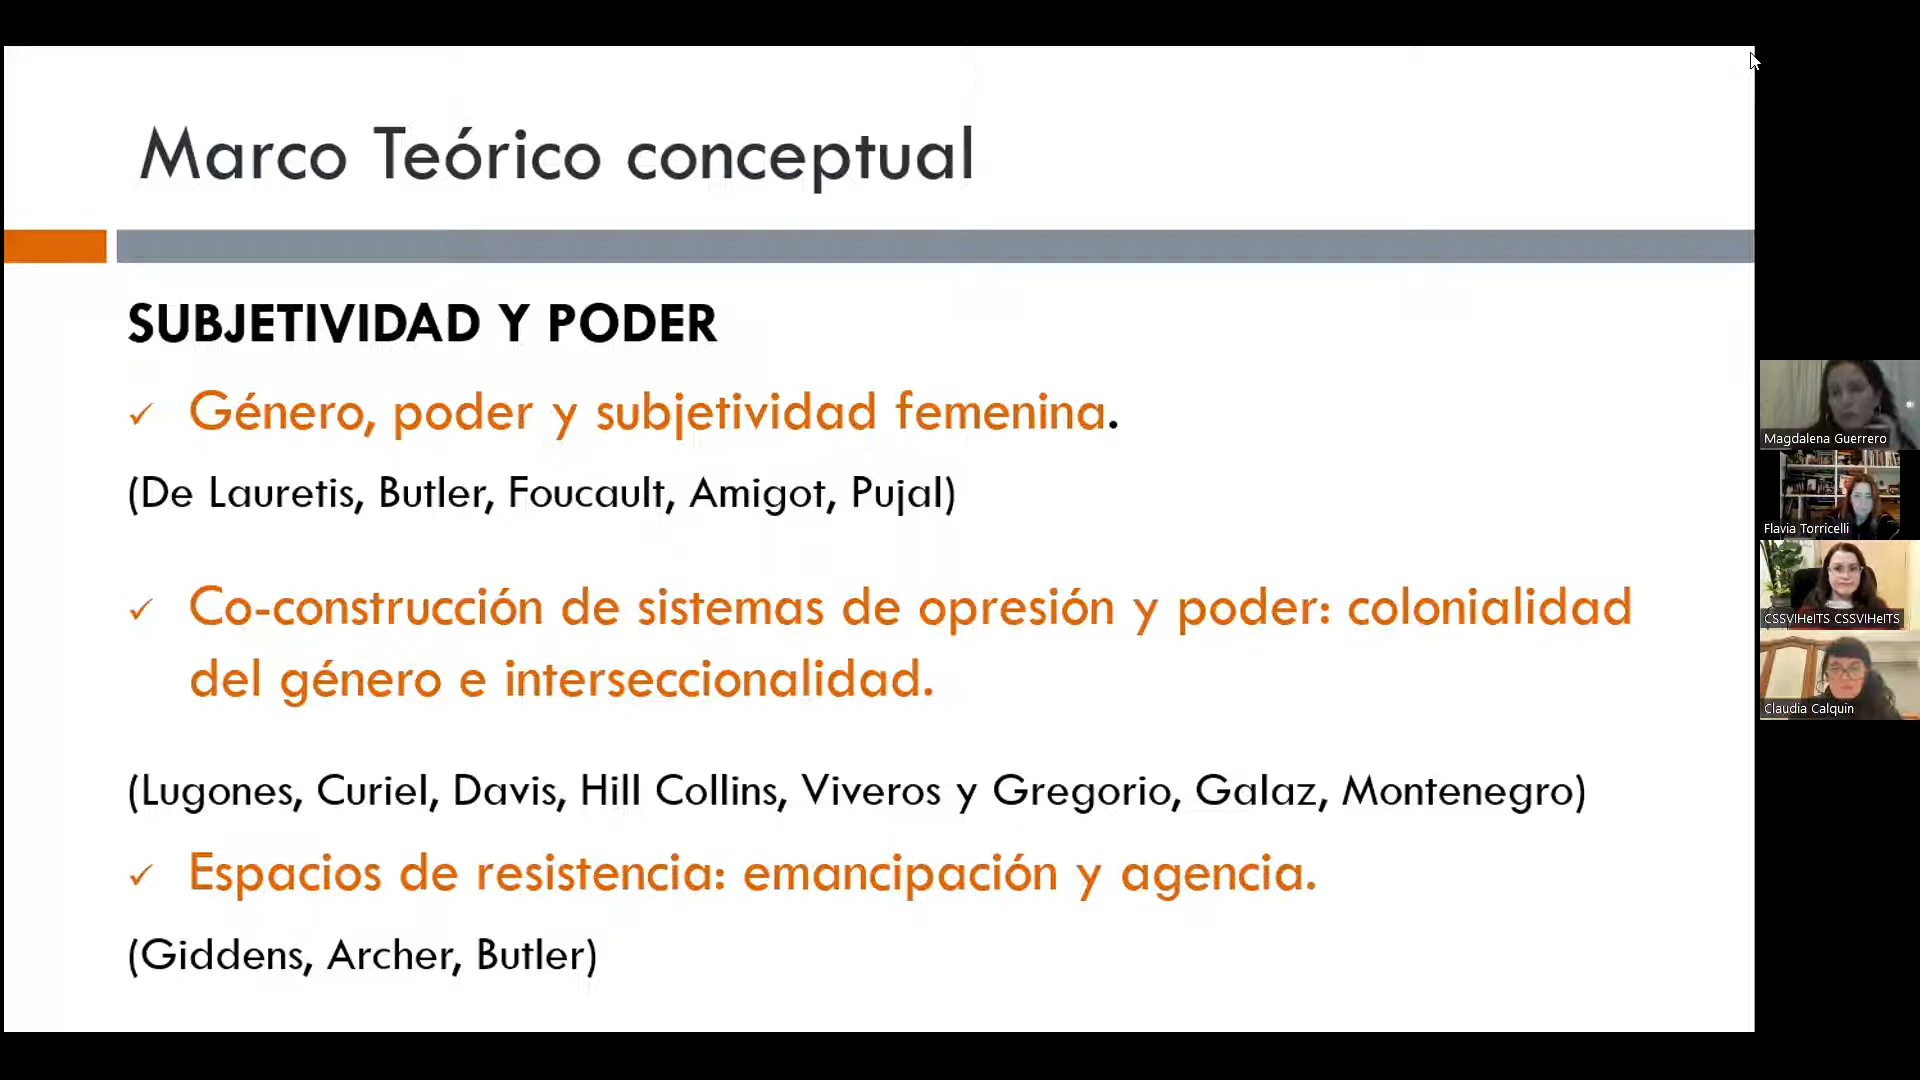 Marco Teórico conceptual
SUBJETIVIDAD Y PODER
✓ Género, poder y subjetividad femenina.
(De Lauretis, Butler, Foucault, Amigot, Pujal)
✓ Co-construcción de sistemas de opresión y poder: colonialidad
del género e interseccionalidad.
(Lugones, Curiel, Davis, Hill Collins, Viveros y Gregorio, Galaz, Montenegro)
✓ Espacios de resistencia: emancipación y agencia.
(Giddens, Archer, Butler)
Magdalena Guerrero
Flavia Torricelli
CSSVIHeITS CSSVIHeITS
Claudia Calquin